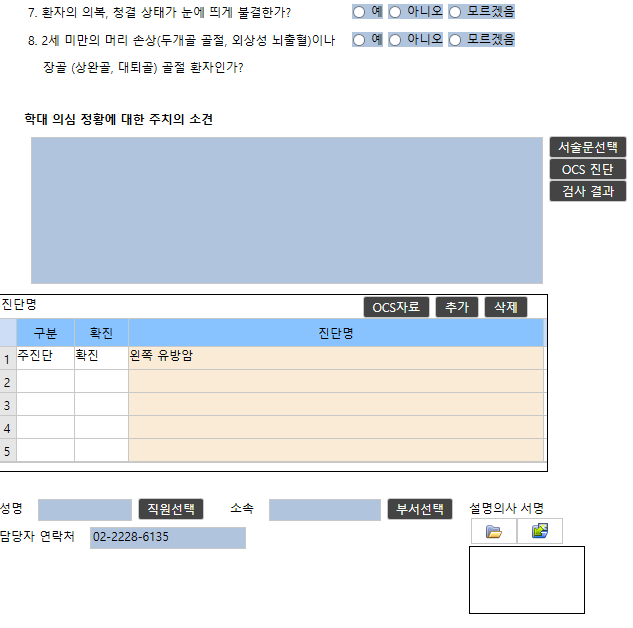 7. 환자의 의복, 청결 상태가 눈에 띄게 불결한가? 예 아니오 모르겠음
8. 2세 미만의 머리 손상(두개골 골절, 외상성 뇌출혈)이나 예 아니오 모르겠음
장골 (상완골, 대퇴골) 골절 환자인가?
학대 의심 정황에 대한 주치의 소견
서술문선택
OCS 진단
검사 결과
진단명 OCS자료 추가 삭제
구분 확진 진단명
1 주진단 확진 왼쪽 유방암
2
3
4
5
성명 직원선택 소속 부서선택 설명의사 서명
담당자 연락처 02-2228-6135